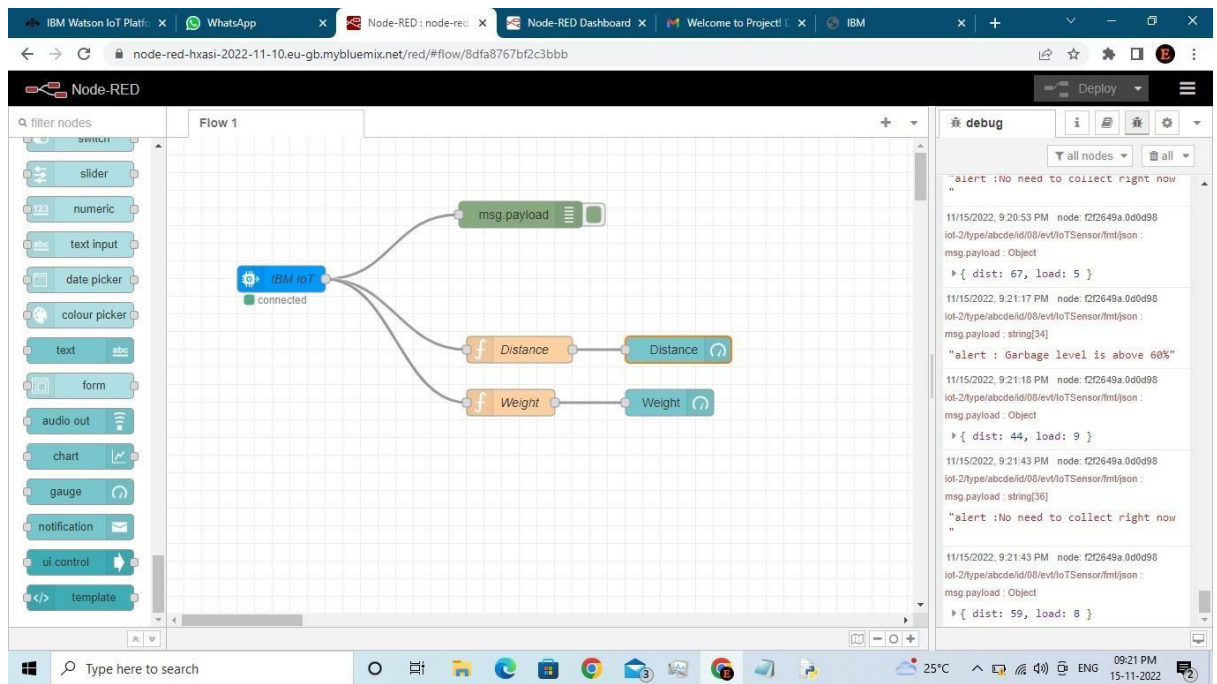 IBM Watson IoT Platfo
WhatsApp
Node-RED : node-red
Node-RED Dashboard
Welcome to Project!
IBM
node-red-hxasi-2022-11-10.eu-gb.mybluemix.net/red/#flow/8dfa8767bf2c3bbb
E
Node-RED
Deploy
filter nodes
Flow 1
debug
i
all nodes
all
switch
slider
123 numeric
abc text input
date picker
colour picker
text abc
form
audio out
chart
gauge
notification
ui control
</> template
msg.payload
IBM IoT
connected
f Distance
Distance
f Weight
Weight
"alert :No need to collect right now
"
11/15/2022, 9:20:53 PM node: f2f2649a.0d0d98
iot-2/type/abcde/id/08/evt/IoTSensor/fmt/json :
msg.payload : Object
{ dist: 67, load: 5 }
11/15/2022, 9:21:17 PM node: f2f2649a.0d0d98
iot-2/type/abcde/id/08/evt/IoTSensor/fmt/json :
msg.payload : string[34]
"alert : Garbage level is above 60%"
11/15/2022, 9:21:18 PM node: f2f2649a.0d0d98
iot-2/type/abcde/id/08/evt/IoTSensor/fmt/json :
msg.payload : Object
{ dist: 44, load: 9 }
11/15/2022, 9:21:43 PM node: f2f2649a.0d0d98
iot-2/type/abcde/id/08/evt/IoTSensor/fmt/json :
msg.payload : string[36]
"alert :No need to collect right now
"
11/15/2022, 9:21:43 PM node: f2f2649a.0d0d98
iot-2/type/abcde/id/08/evt/IoTSensor/fmt/json :
msg.payload : Object
{ dist: 59, load: 8 }
Type here to search
3
25°C
ENG
09:21 PM
15-11-2022
2